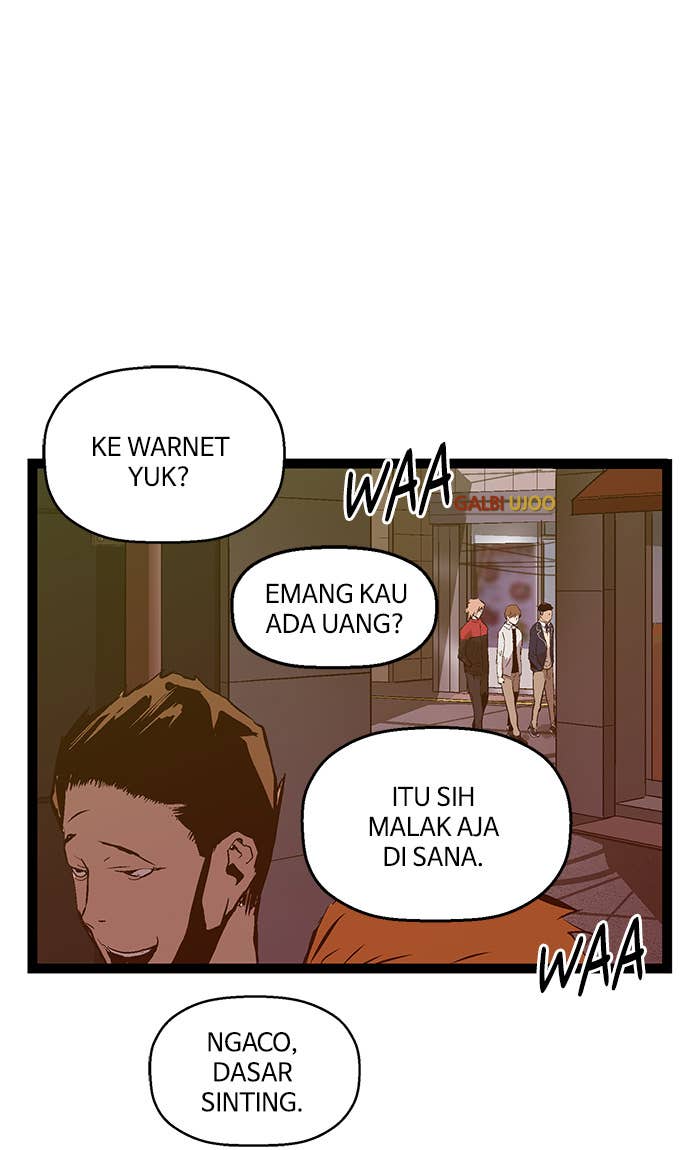 KE WARNET
YUK?
WAA
GALBI UJOO
EMANG KAU
ADA UANG?
ITU SIH
MALAK AJA
DI SANA.
WAA
NGACO,
DASAR
SINTING.